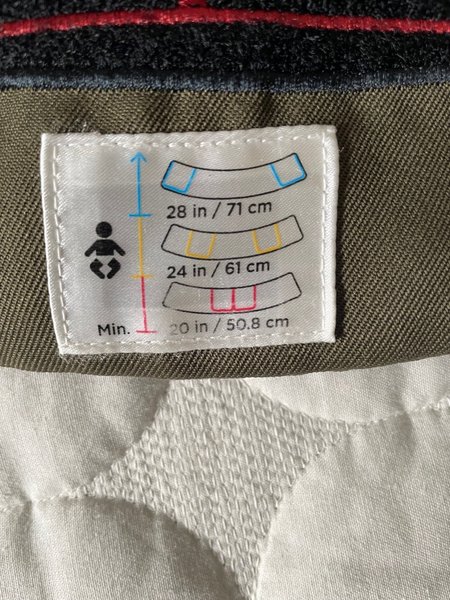 28 in / 71 cm
24 in / 61 cm
Min. 20 in / 50.8 cm